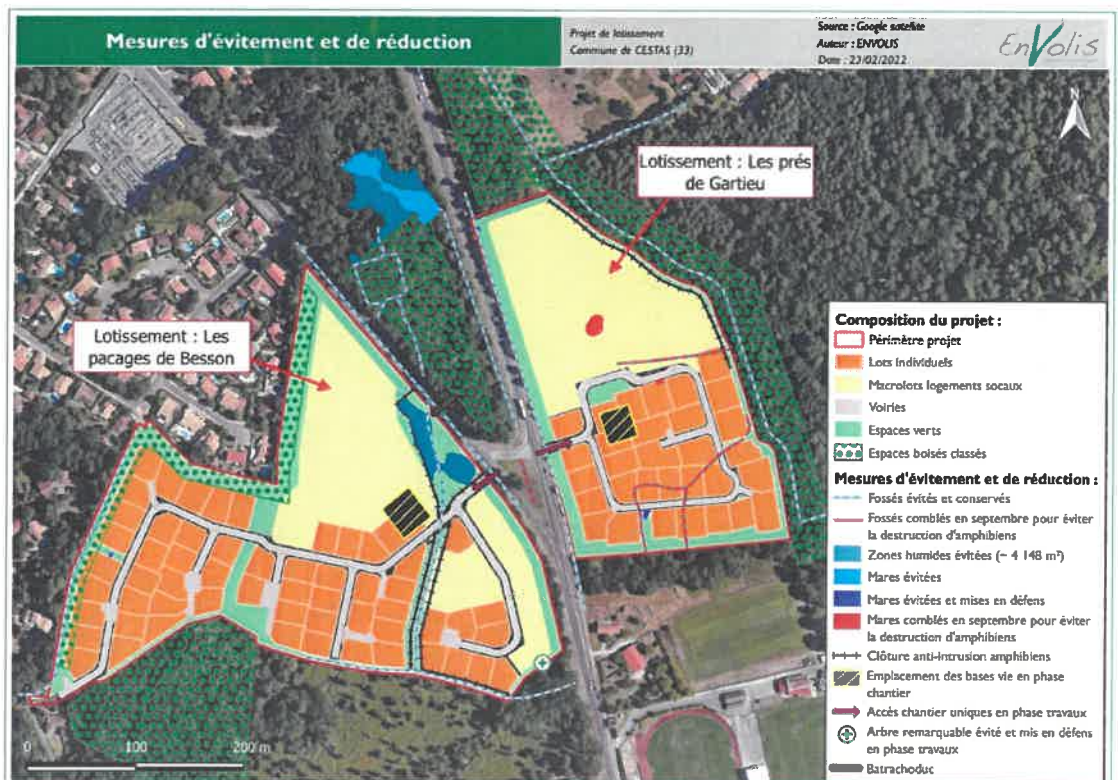 Mesures d'évitement et de réduction
Projet de lotissement
Commune de CESTAS (33)
Source : Google satellite
Auteur : ENVOLIS
Date : 23/02/2022
EnVolis
N
Lotissement : Les prés
de Gartieu
Lotissement : Les
pacages de Besson
Composition du projet :
Périmètre projet
Lots individuels
Macrolots logements socaux
Voiries
Espaces verts
Espaces boisés classés
Mesures d'évitement et de réduction :
Fossés évités et conservés
Fossés comblés en septembre pour éviter
la destruction d'amphibiens
Zones humides évitées (~ 4 148 m²)
Mares évitées
Mares évitées et mises en défens
Mares comblés en septembre pour éviter
la destruction d'amphibiens
Clôture anti-intrusion amphibiens
Emplacement des bases vie en phase
chantier
Accès chantier uniques en phase travaux
Arbre remarquable évité et mis en défens
en phase travaux
Batrachoduc
0 100 200 m